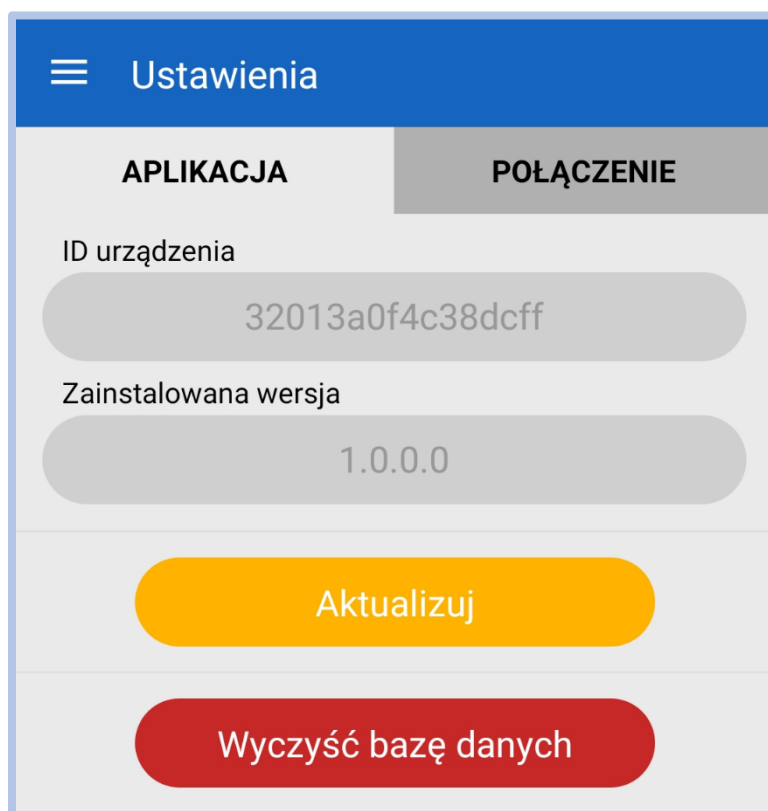 Ustawienia
APLIKACJA
POŁĄCZENIE
ID urządzenia
32013a0f4c38dcff
Zainstalowana wersja
1.0.0.0
Aktualizuj
Wyczyść bazę danych